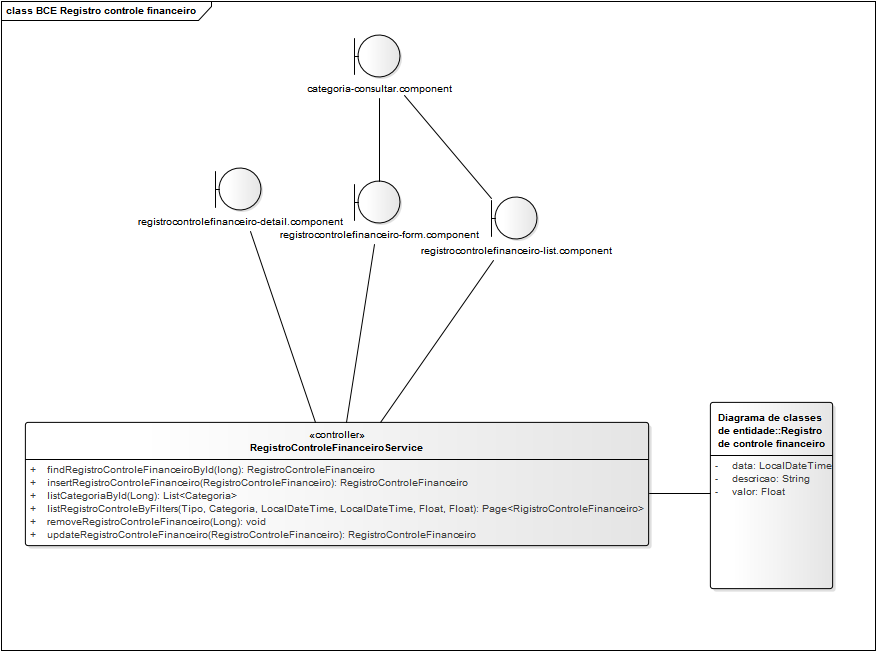 class BCE Registro controle financeiro
categoria-consultar.component
registrocontrolefinanceiro-detail.component
registrocontrolefinanceiro-form.component
registrocontrolefinanceiro-list.component
«controller»
RegistroControleFinanceiroService
+ findRegistroControleFinanceiroById(long): RegistroControleFinanceiro
+ insertRegistroControleFinanceiro(RegistroControleFinanceiro): RegistroControleFinanceiro
+ listCategoriaById(Long): List<Categoria>
+ listRegistroControleByFilters(Tipo, Categoria, LocalDateTime, LocalDateTime, Float, Float): Page<RigistroControleFinanceiro>
+ removeRegistroControleFinanceiro(Long): void
+ updateRegistroControleFinanceiro(RegistroControleFinanceiro): RegistroControleFinanceiro
Diagrama de classes
de entidade::Registro
de controle financeiro
- data: LocalDateTime
- descricao: String
- valor: Float